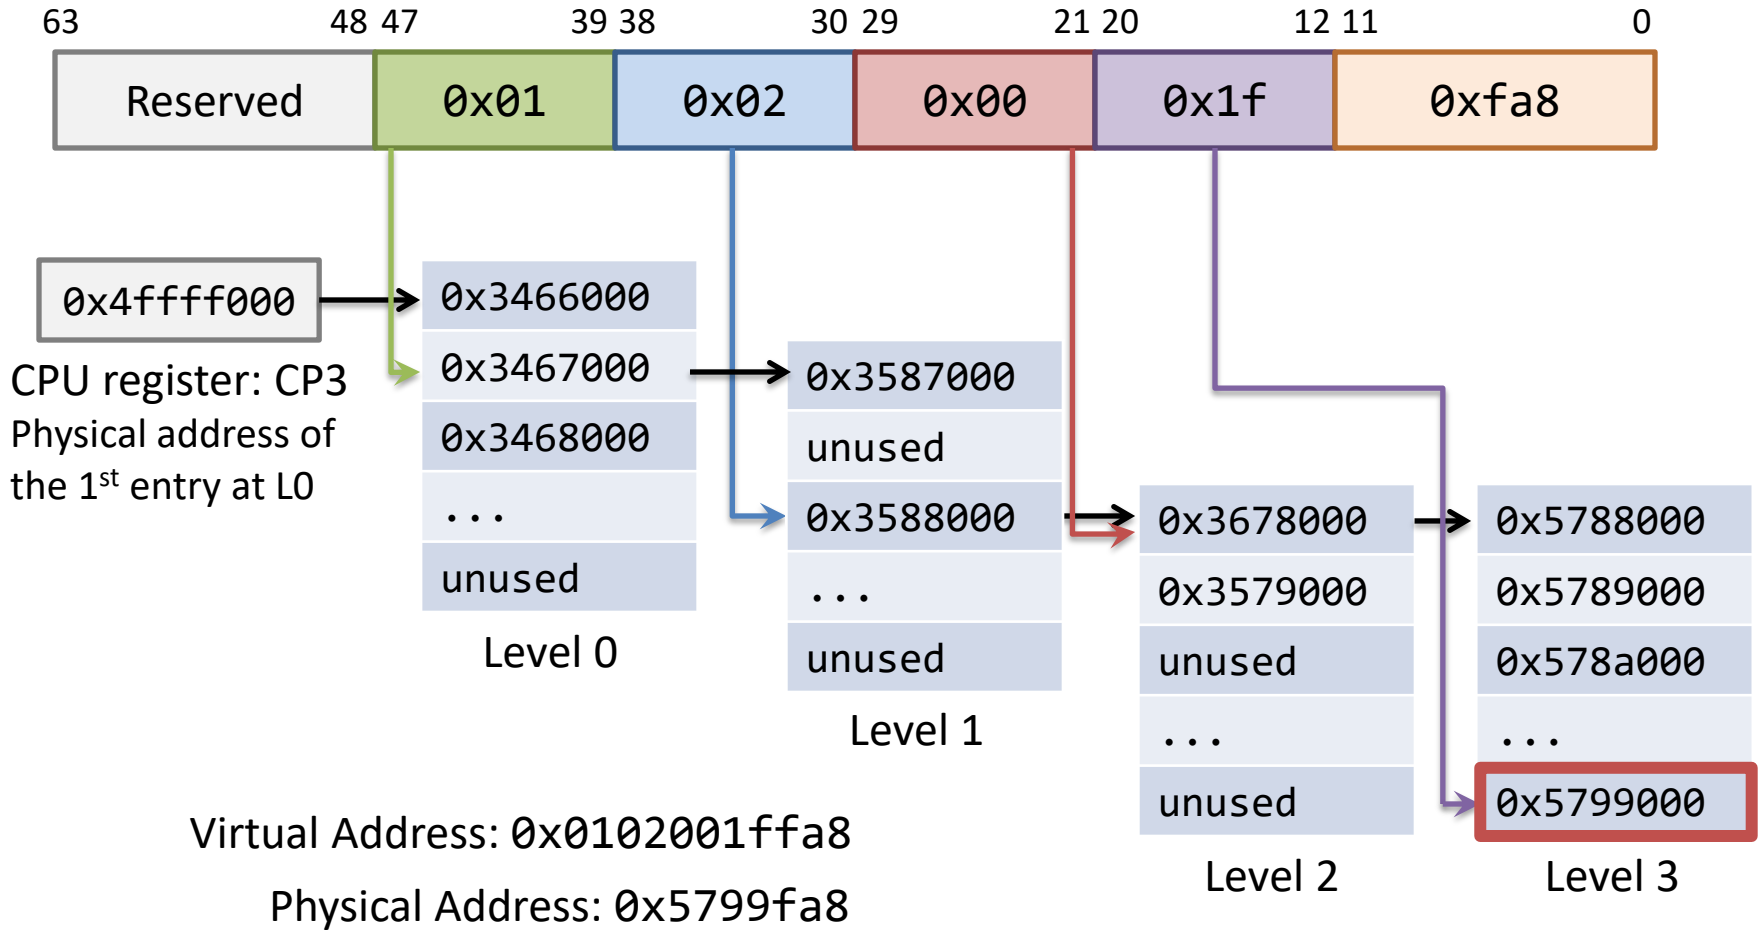 63 48 47 39 38 30 29 21 20 12 11 0
Reserved 0x01 0x02 0x00 0x1f 0xfa8
0x4ffff000
CPU register: CP3
Physical address of
the 1st entry at L0
0x3466000
0x3467000
0x3468000
...
unused
Level 0
0x3587000
unused
0x3588000
...
unused
Level 1
0x3678000
0x3579000
unused
...
unused
Level 2
0x5788000
0x5789000
0x578a000
...
0x5799000
Level 3
Virtual Address: 0x0102001ffa8
Physical Address: 0x5799fa8